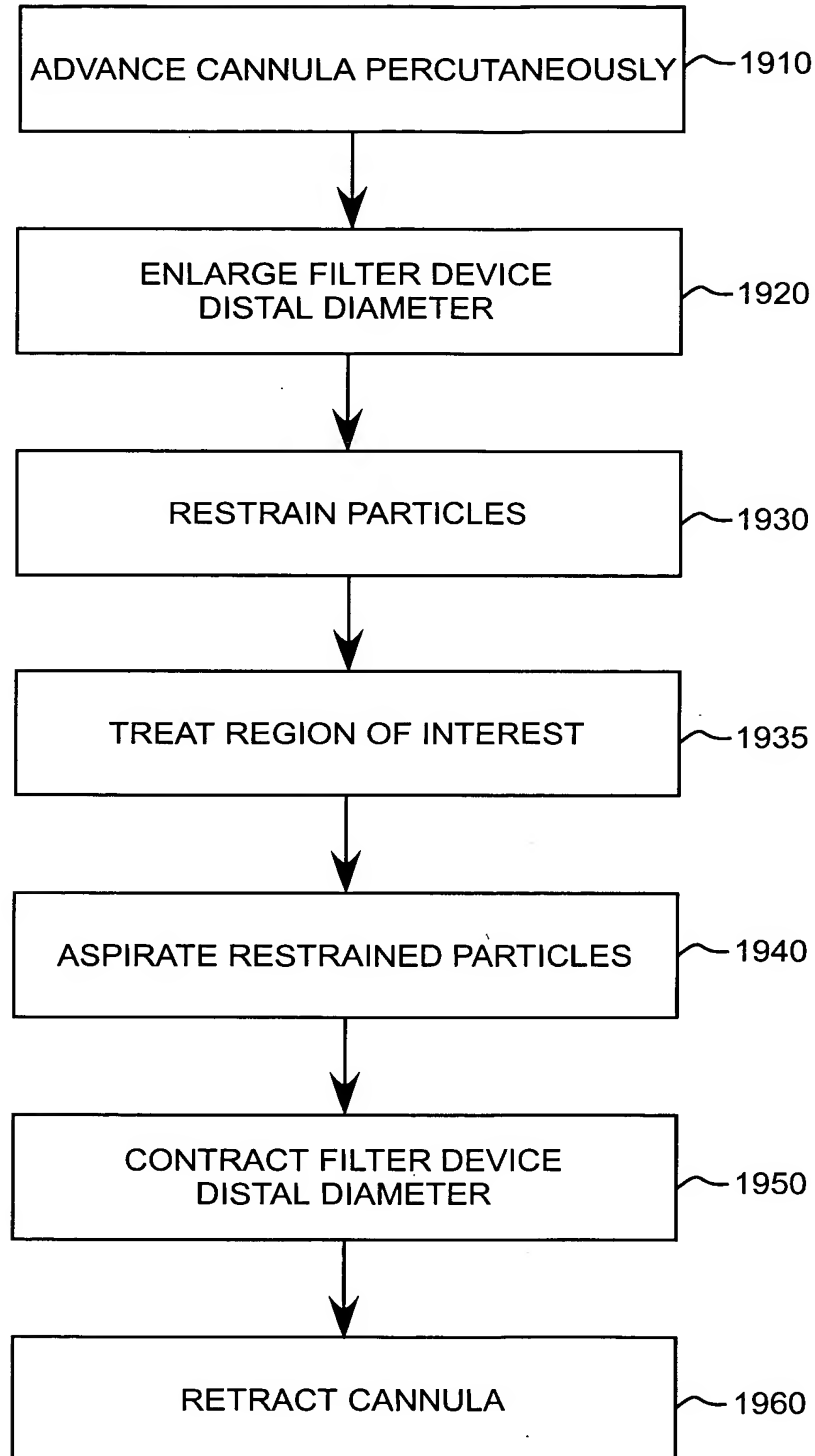 ADVANCE CANNULA PERCUTANEOUSLY
1910
ENLARGE FILTER DEVICE
DISTAL DIAMETER
1920
RESTRAIN PARTICLES
1930
TREAT REGION OF INTEREST
1935
ASPIRATE RESTRAINED PARTICLES
1940
CONTRACT FILTER DEVICE
DISTAL DIAMETER
1950
RETRACT CANNULA
1960